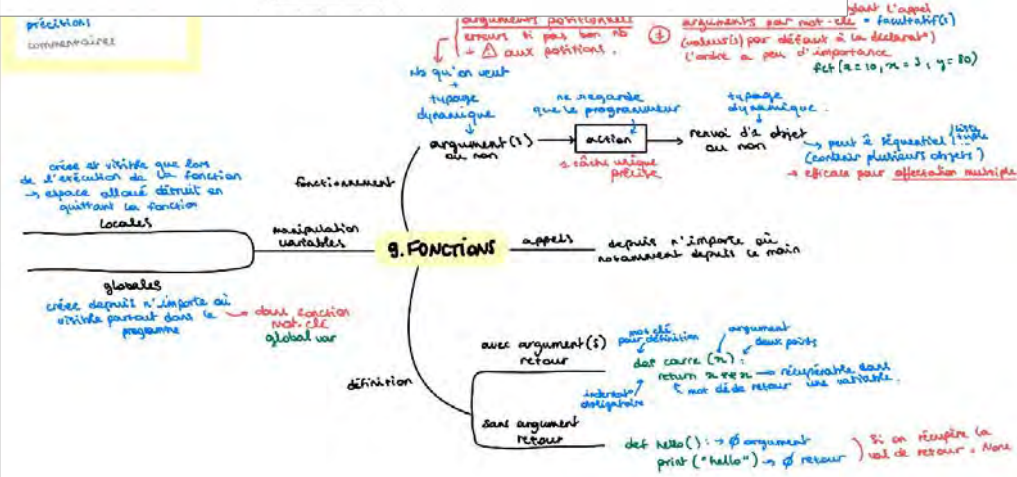 précisions
commentaires
arguments positionnels
erreurs si pas bon nb
+ ⚠ aux positions.
l'appel
arguments par mot-clé = facultatif(s)
(valeur(s) par défaut à la déclarat°)
l'ordre a peu d'importance
nb qu'on veut
+
typage
dynamique
argument(s)
ou non
ne regarde
que le programmeur
action
1 tâche unique
précise
typage
dynamique.
renvoi d'1 objet
ou non
→ peut ê séquentiel
liste
tuple
(contenir plusieurs objets)
→ efficace pour affectation multiple
fonctionnement
créée et visible que lors
de l'exécution de la fonction
→ espace alloué détruit en
quittant la fonction
locales
manipulation
variables
9. FONCTIONS
appels
depuis n'importe où
notamment depuis le main
globales
créée depuis n'importe où
visible partout dans le
programme
dans fonction
mot-clé
global var
définition
avec argument(s)
retour
mot clé
pour définition
argument
deux points
def carre (x) :
return x**x
→ récupérable dans
une variable.
mot clé de retour
indentat°
obligatoire
sans argument
retour
def hello() : → Ø argument
print ("hello") → Ø retour
Si on récupère la
val de retour = None